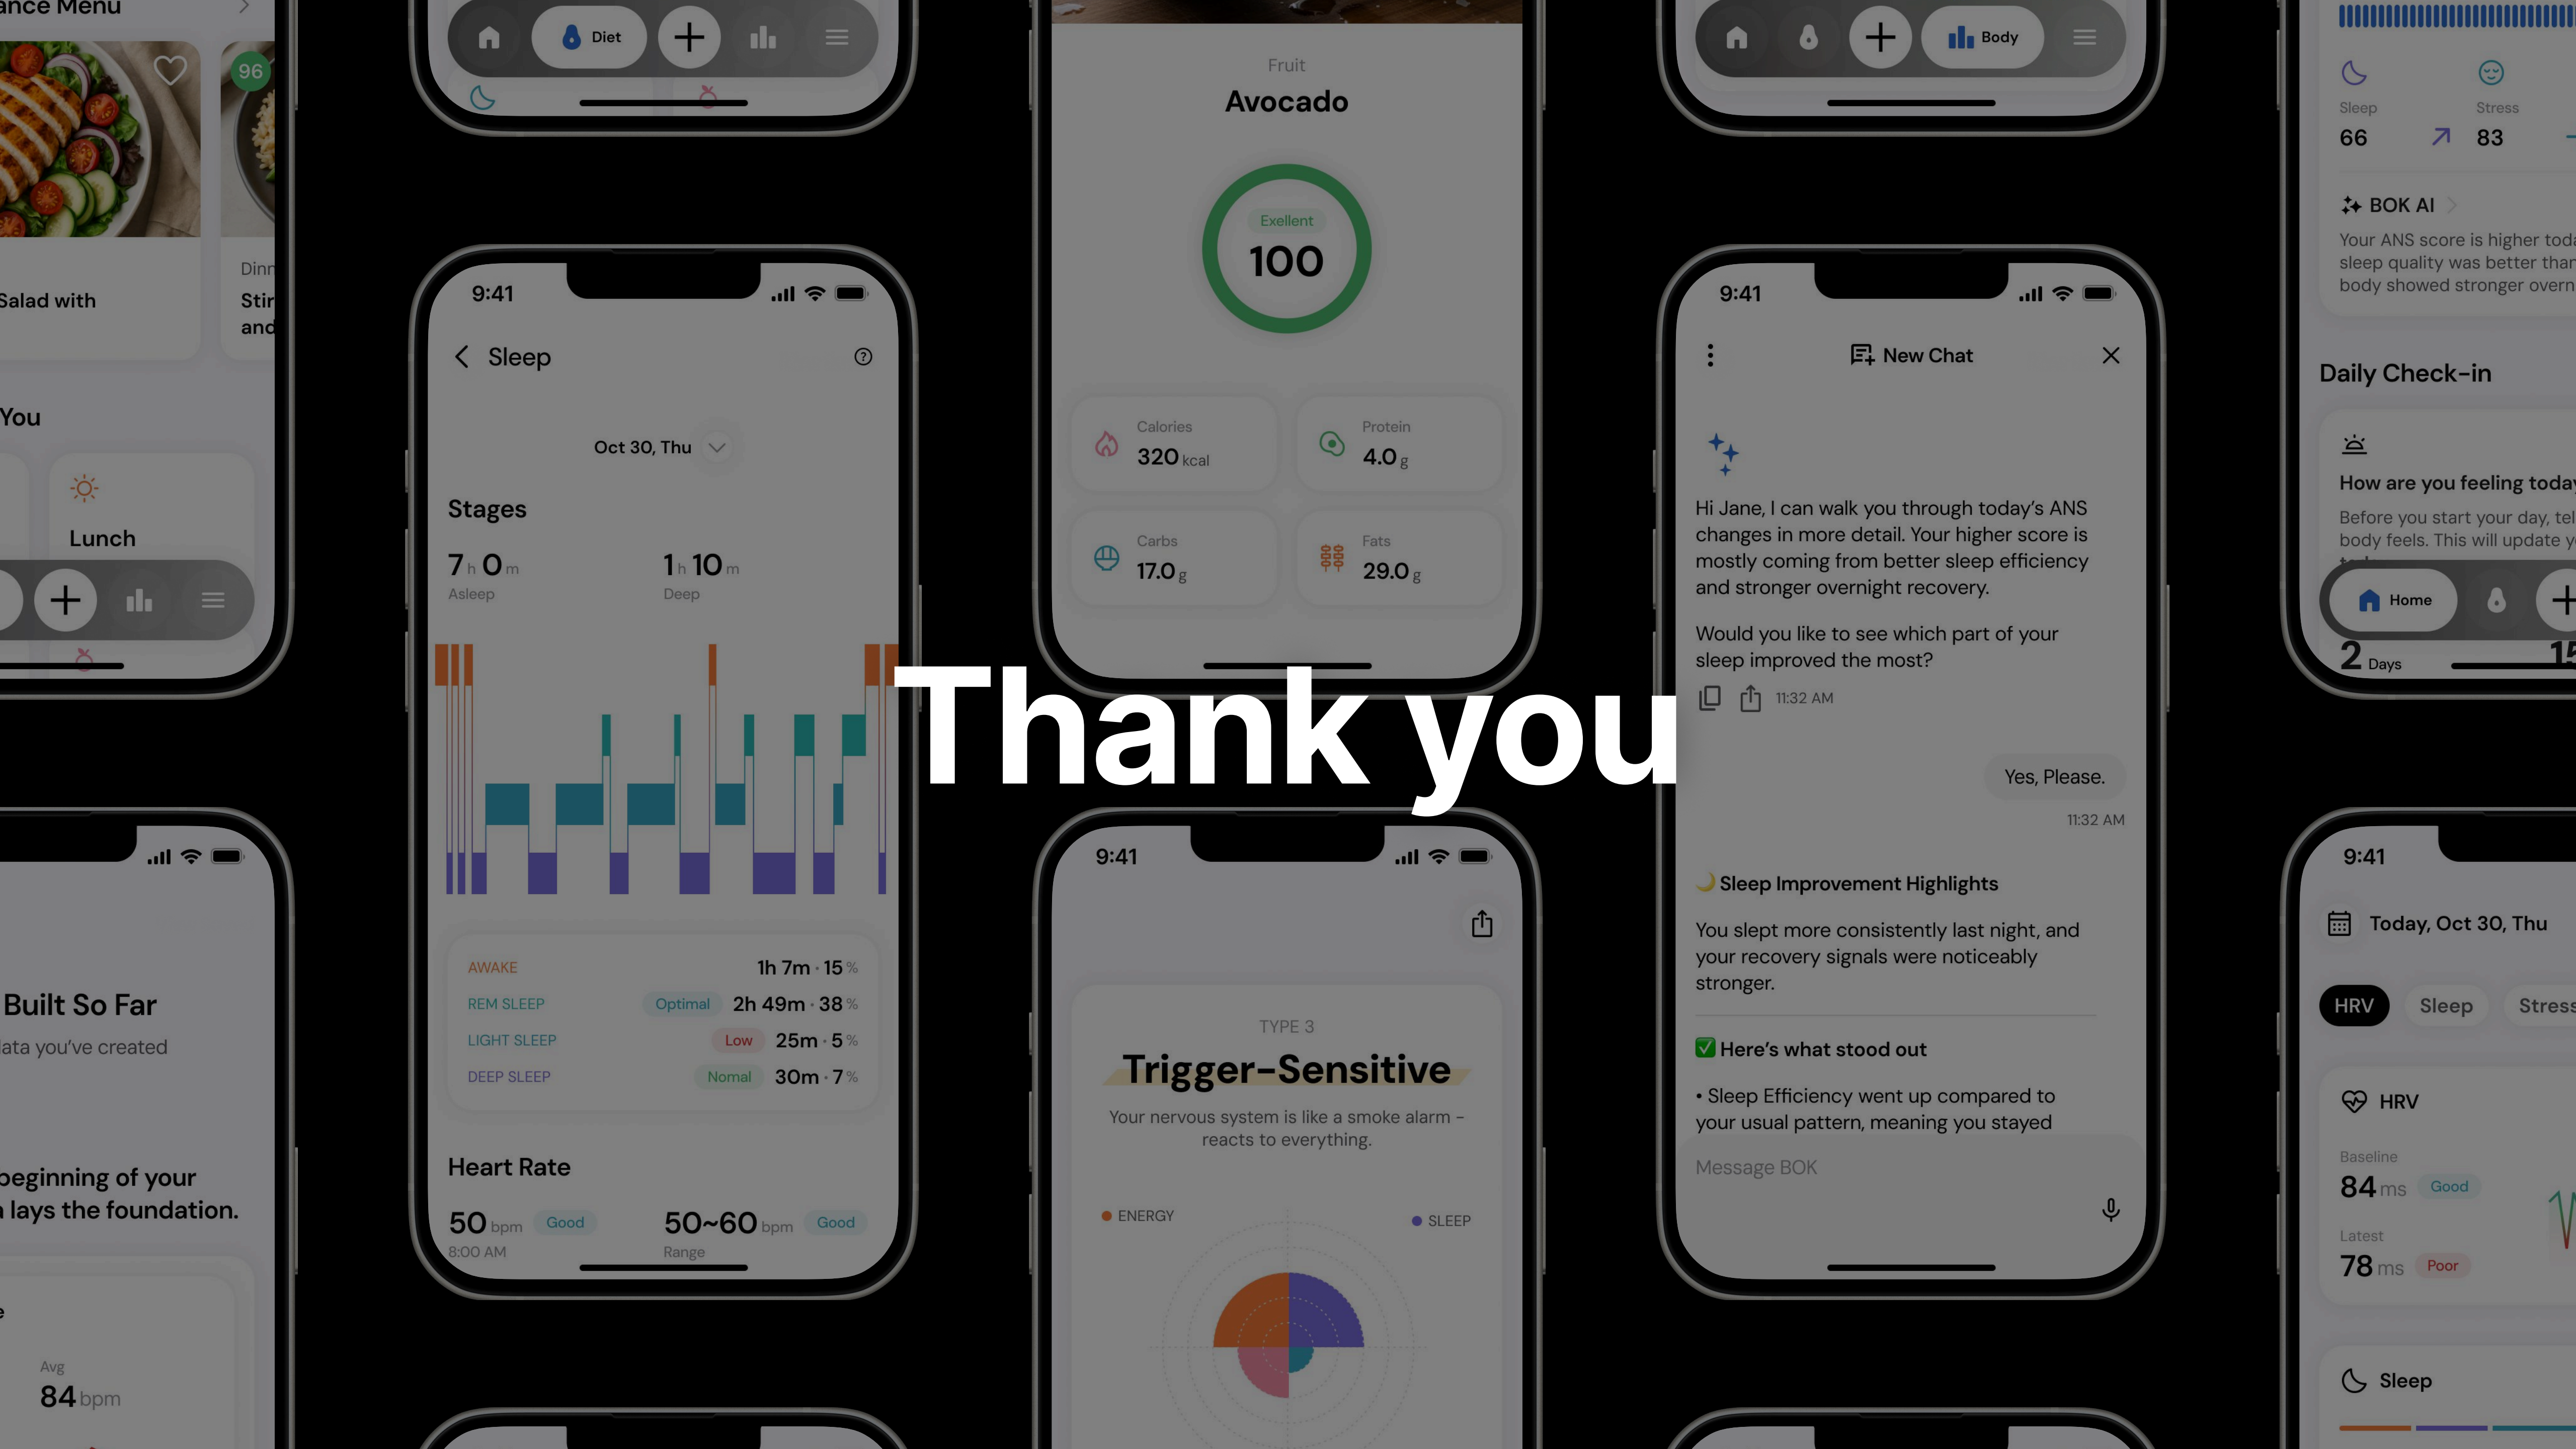 ance Menu
96
Salad with
Dinn
Stir
and
You
Lunch
Built So Far
data you've created
beginning of your
lays the foundation.
Avg
84 bpm
Diet
9:41
Sleep
Oct 30, Thu
Stages
7 h 0 m
1 h 10 m
Asleep
Deep
AWAKE
1h 7m · 15 %
REM SLEEP
Optimal
2h 49m · 38 %
LIGHT SLEEP
Low
25m · 5 %
DEEP SLEEP
Nomal
30m · 7 %
Heart Rate
50 bpm
Good
50~60 bpm
Good
8:00 AM
Range
Fruit
Avocado
Exellent
100
Calories
320 kcal
Protein
4.0 g
Carbs
17.0 g
Fats
29.0 g
Thank you
9:41
TYPE 3
Trigger-Sensitive
Your nervous system is like a smoke alarm -
reacts to everything.
ENERGY
SLEEP
Body
9:41
New Chat
Hi Jane, I can walk you through today's ANS
changes in more detail. Your higher score is
mostly coming from better sleep efficiency
and stronger overnight recovery.
Would you like to see which part of your
sleep improved the most?
11:32 AM
Yes, Please.
11:32 AM
Sleep Improvement Highlights
You slept more consistently last night, and
your recovery signals were noticeably
stronger.
Here's what stood out
• Sleep Efficiency went up compared to
your usual pattern, meaning you stayed
Message BOK
Sleep
66
Stress
83
BOK AI
Your ANS score is higher toda
sleep quality was better than
body showed stronger overn
Daily Check-in
How are you feeling today
Before you start your day, tel
body feels. This will update y
Home
2 Days
15
9:41
Today, Oct 30, Thu
HRV
Sleep
Stress
HRV
Baseline
84 ms
Good
Latest
78 ms
Poor
Sleep